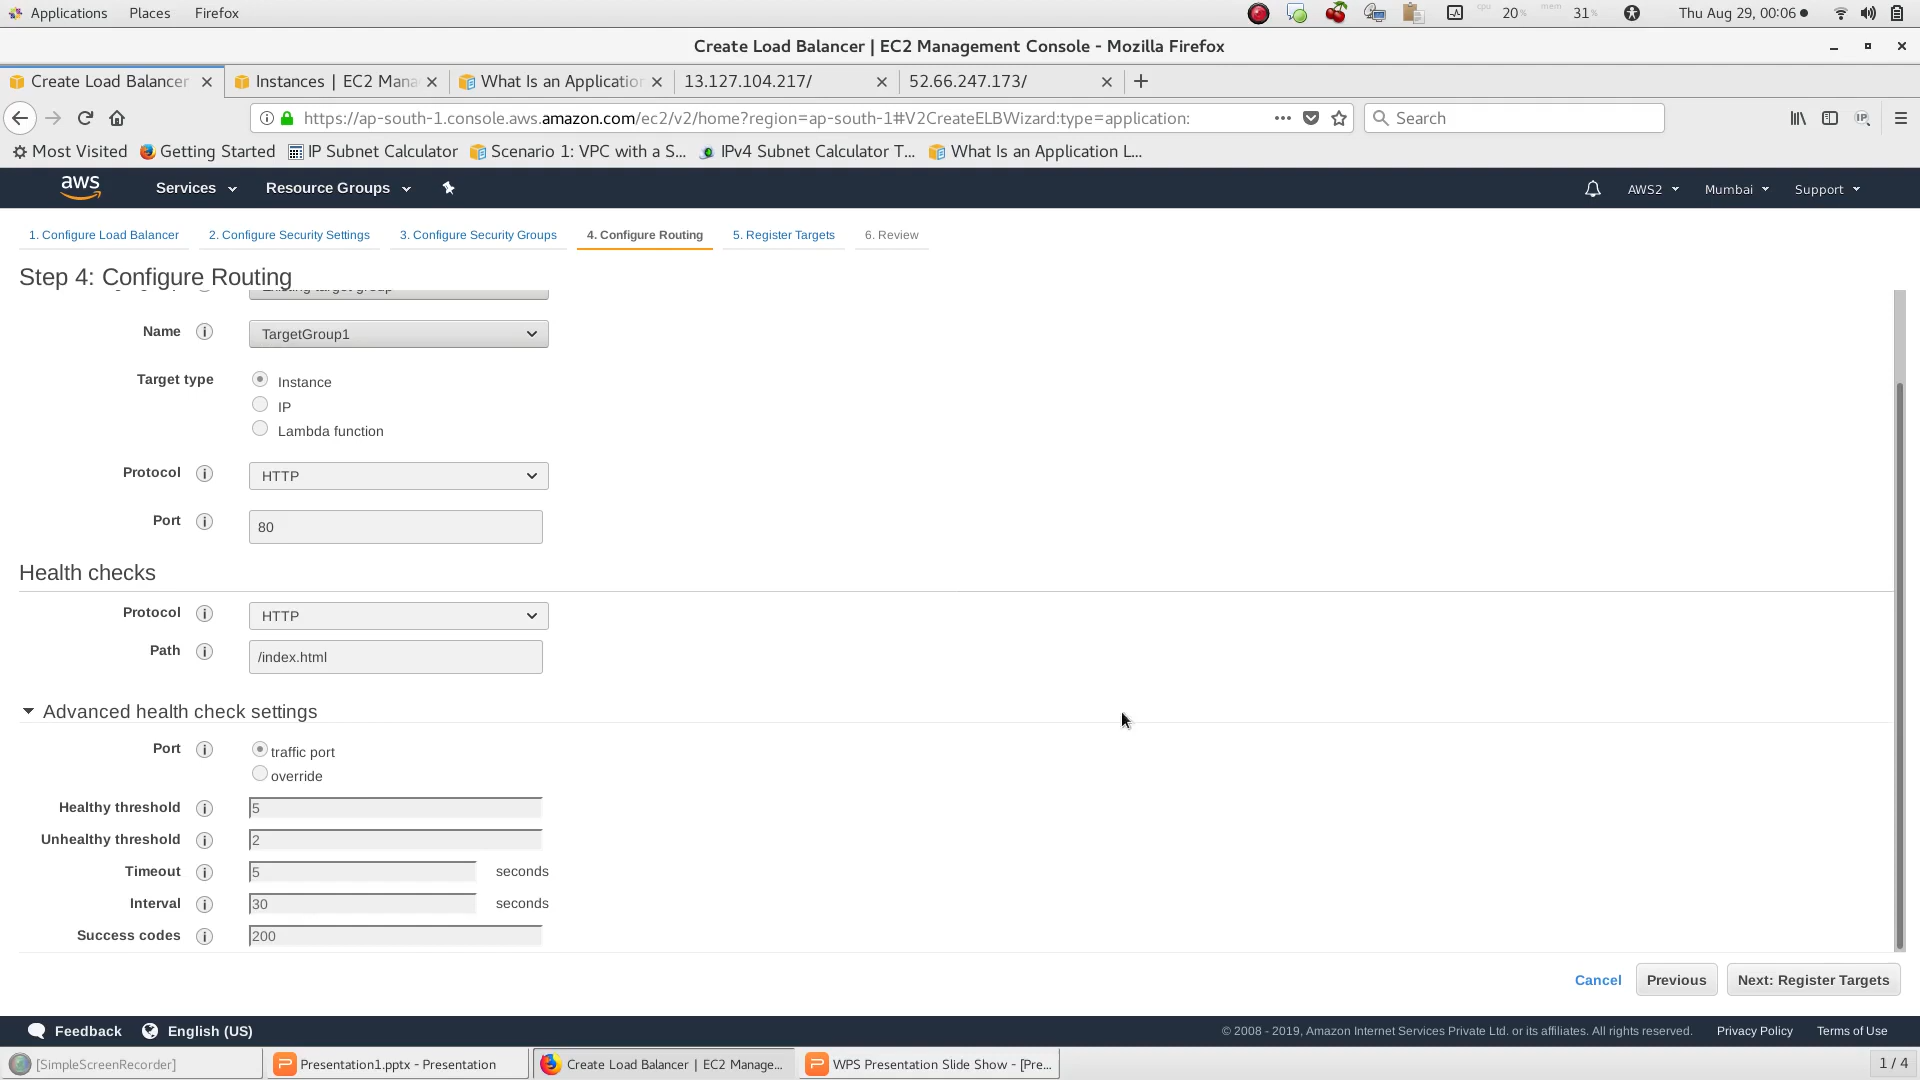 Applications Places Firefox
cpu 20% mem 31% Thu Aug 29, 00:06
Create Load Balancer | EC2 Management Console - Mozilla Firefox
Create Load Balancer Instances | EC2 Mana What Is an Applicatio 13.127.104.217/ 52.66.247.173/
https://ap-south-1.console.aws.amazon.com/ec2/v2/home?region=ap-south-1#V2CreateELBWizard:type=application: Search IP
Most Visited Getting Started IP Subnet Calculator Scenario 1: VPC with a S... IPv4 Subnet Calculator T... What Is an Application L...
aws Services Resource Groups AWS2 Mumbai Support
1. Configure Load Balancer 2. Configure Security Settings 3. Configure Security Groups 4. Configure Routing 5. Register Targets 6. Review
Step 4: Configure Routing
Existing target group
Name TargetGroup1
Target type Instance
IP
Lambda function
Protocol HTTP
Port 80
Health checks
Protocol HTTP
Path /index.html
Advanced health check settings
Port traffic port
override
Healthy threshold 5
Unhealthy threshold 2
Timeout 5 seconds
Interval 30 seconds
Success codes 200
Cancel Previous Next: Register Targets
Feedback English (US) © 2008 - 2019, Amazon Internet Services Private Ltd. or its affiliates. All rights reserved. Privacy Policy Terms of Use
[SimpleScreenRecorder] Presentation1.pptx - Presentation Create Load Balancer | EC2 Manage... WPS Presentation Slide Show - [Pre... 1 / 4